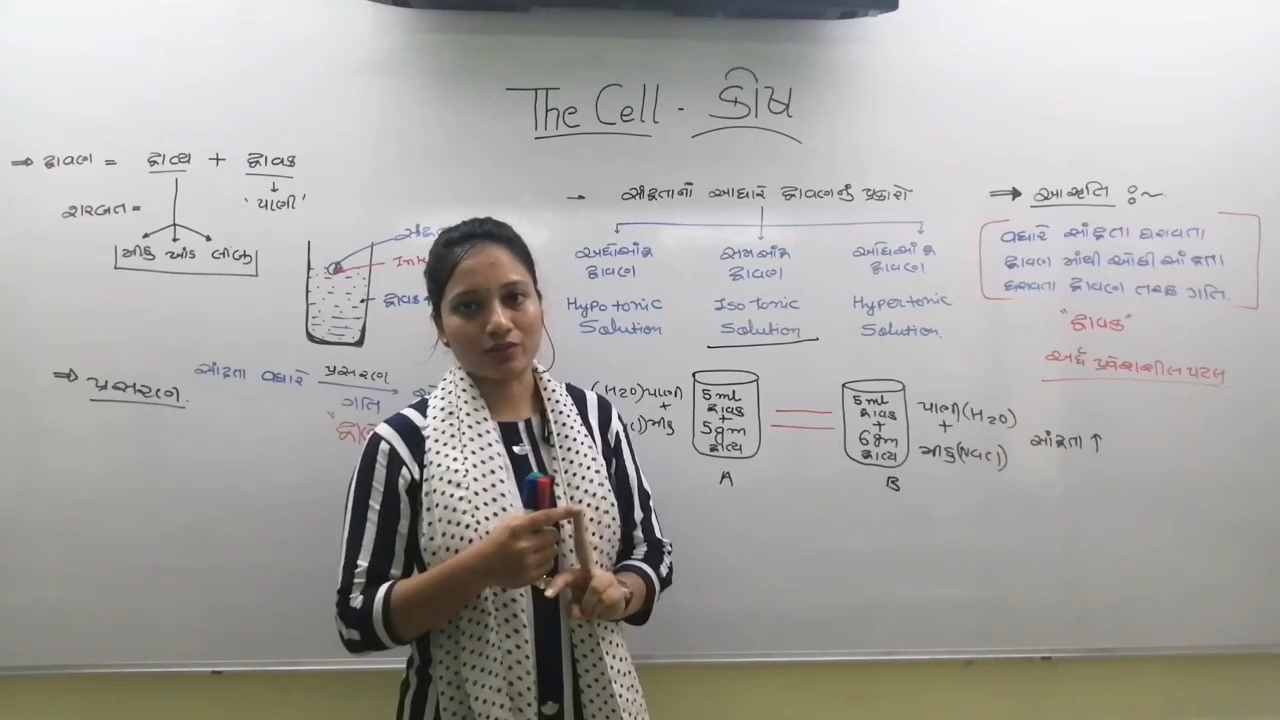 The Cell - કોષ
⇒ દ્રાવણ = દ્રાવ્ય + દ્રાવક
શરબત = 'પાણી'
મીઠુ ખાંડ લીંબુ
દ્રાવક
⇒ પ્રસરણ
સાંદ્રતા વધારે પ્રસરણ
ગતિ
→ સાંદ્રતાનાં આધારે દ્રાવણનું પ્રકારો
અધોસાંદ્ર સમસાંદ્ર અધિસાંદ્ર
દ્રાવણ દ્રાવણ દ્રાવણ
Hypotonic Isotonic Hypertonic
Solution Solution Solution
(H2O)પાણી
+
મીઠુ
5ml
દ્રાવક
+
5gm
દ્રાવ્ય
A
5ml
દ્રાવક
+
6gm
દ્રાવ્ય
B
પાણી(H2O)
+
મીઠુ(Nacl)
સાંદ્રતા ↑
⇒ આસૃતિ :~
વધારે સાંદ્રતા ધરાવતા
દ્રાવણ માંથી ઓછી સાંદ્રતા
ધરાવતા દ્રાવણ તરફ ગતિ.
"દ્રાવક"
અર્ધ પ્રવેશશીલ પટલ